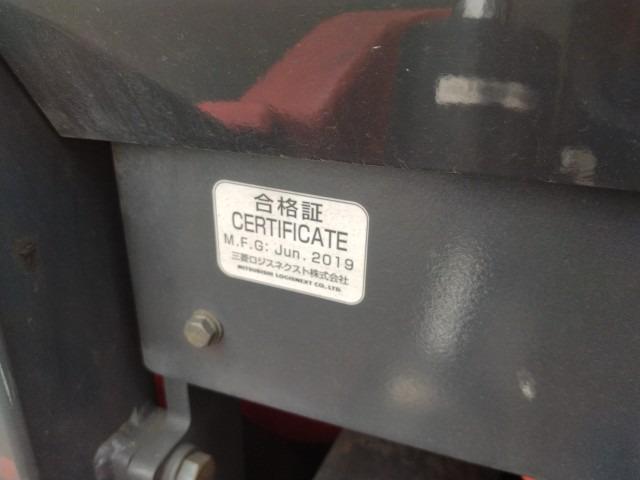 合格証
CERTIFICATE
M.F.G: Jun. 2019
三菱ロジスネクスト株式会社
MITSUBISHI LOGISNEXT CO., LTD.